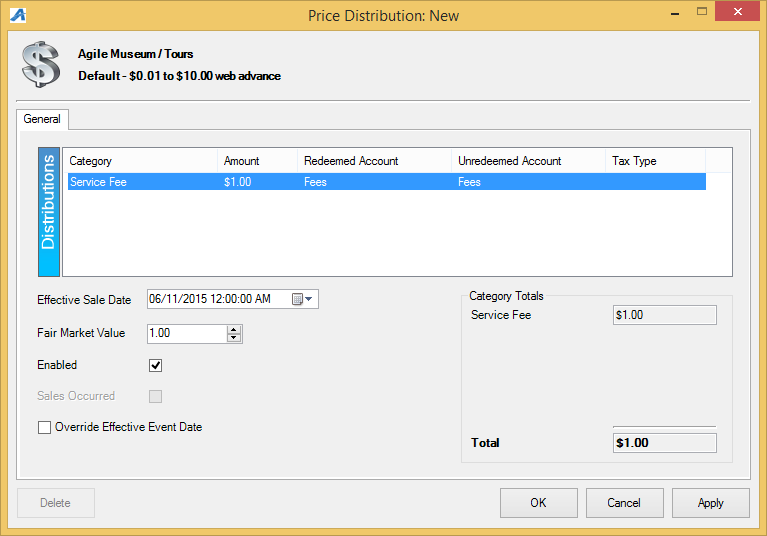 Price Distribution: New
Agile Museum / Tours
Default - $0.01 to $10.00 web advance
General
Distributions
Category Amount Redeemed Account Unredeemed Account Tax Type
Service Fee $1.00 Fees Fees
Effective Sale Date 06/11/2015 12:00:00 AM
Fair Market Value 1.00
Enabled
Sales Occurred
Override Effective Event Date
Category Totals
Service Fee $1.00
Total $1.00
Delete OK Cancel Apply